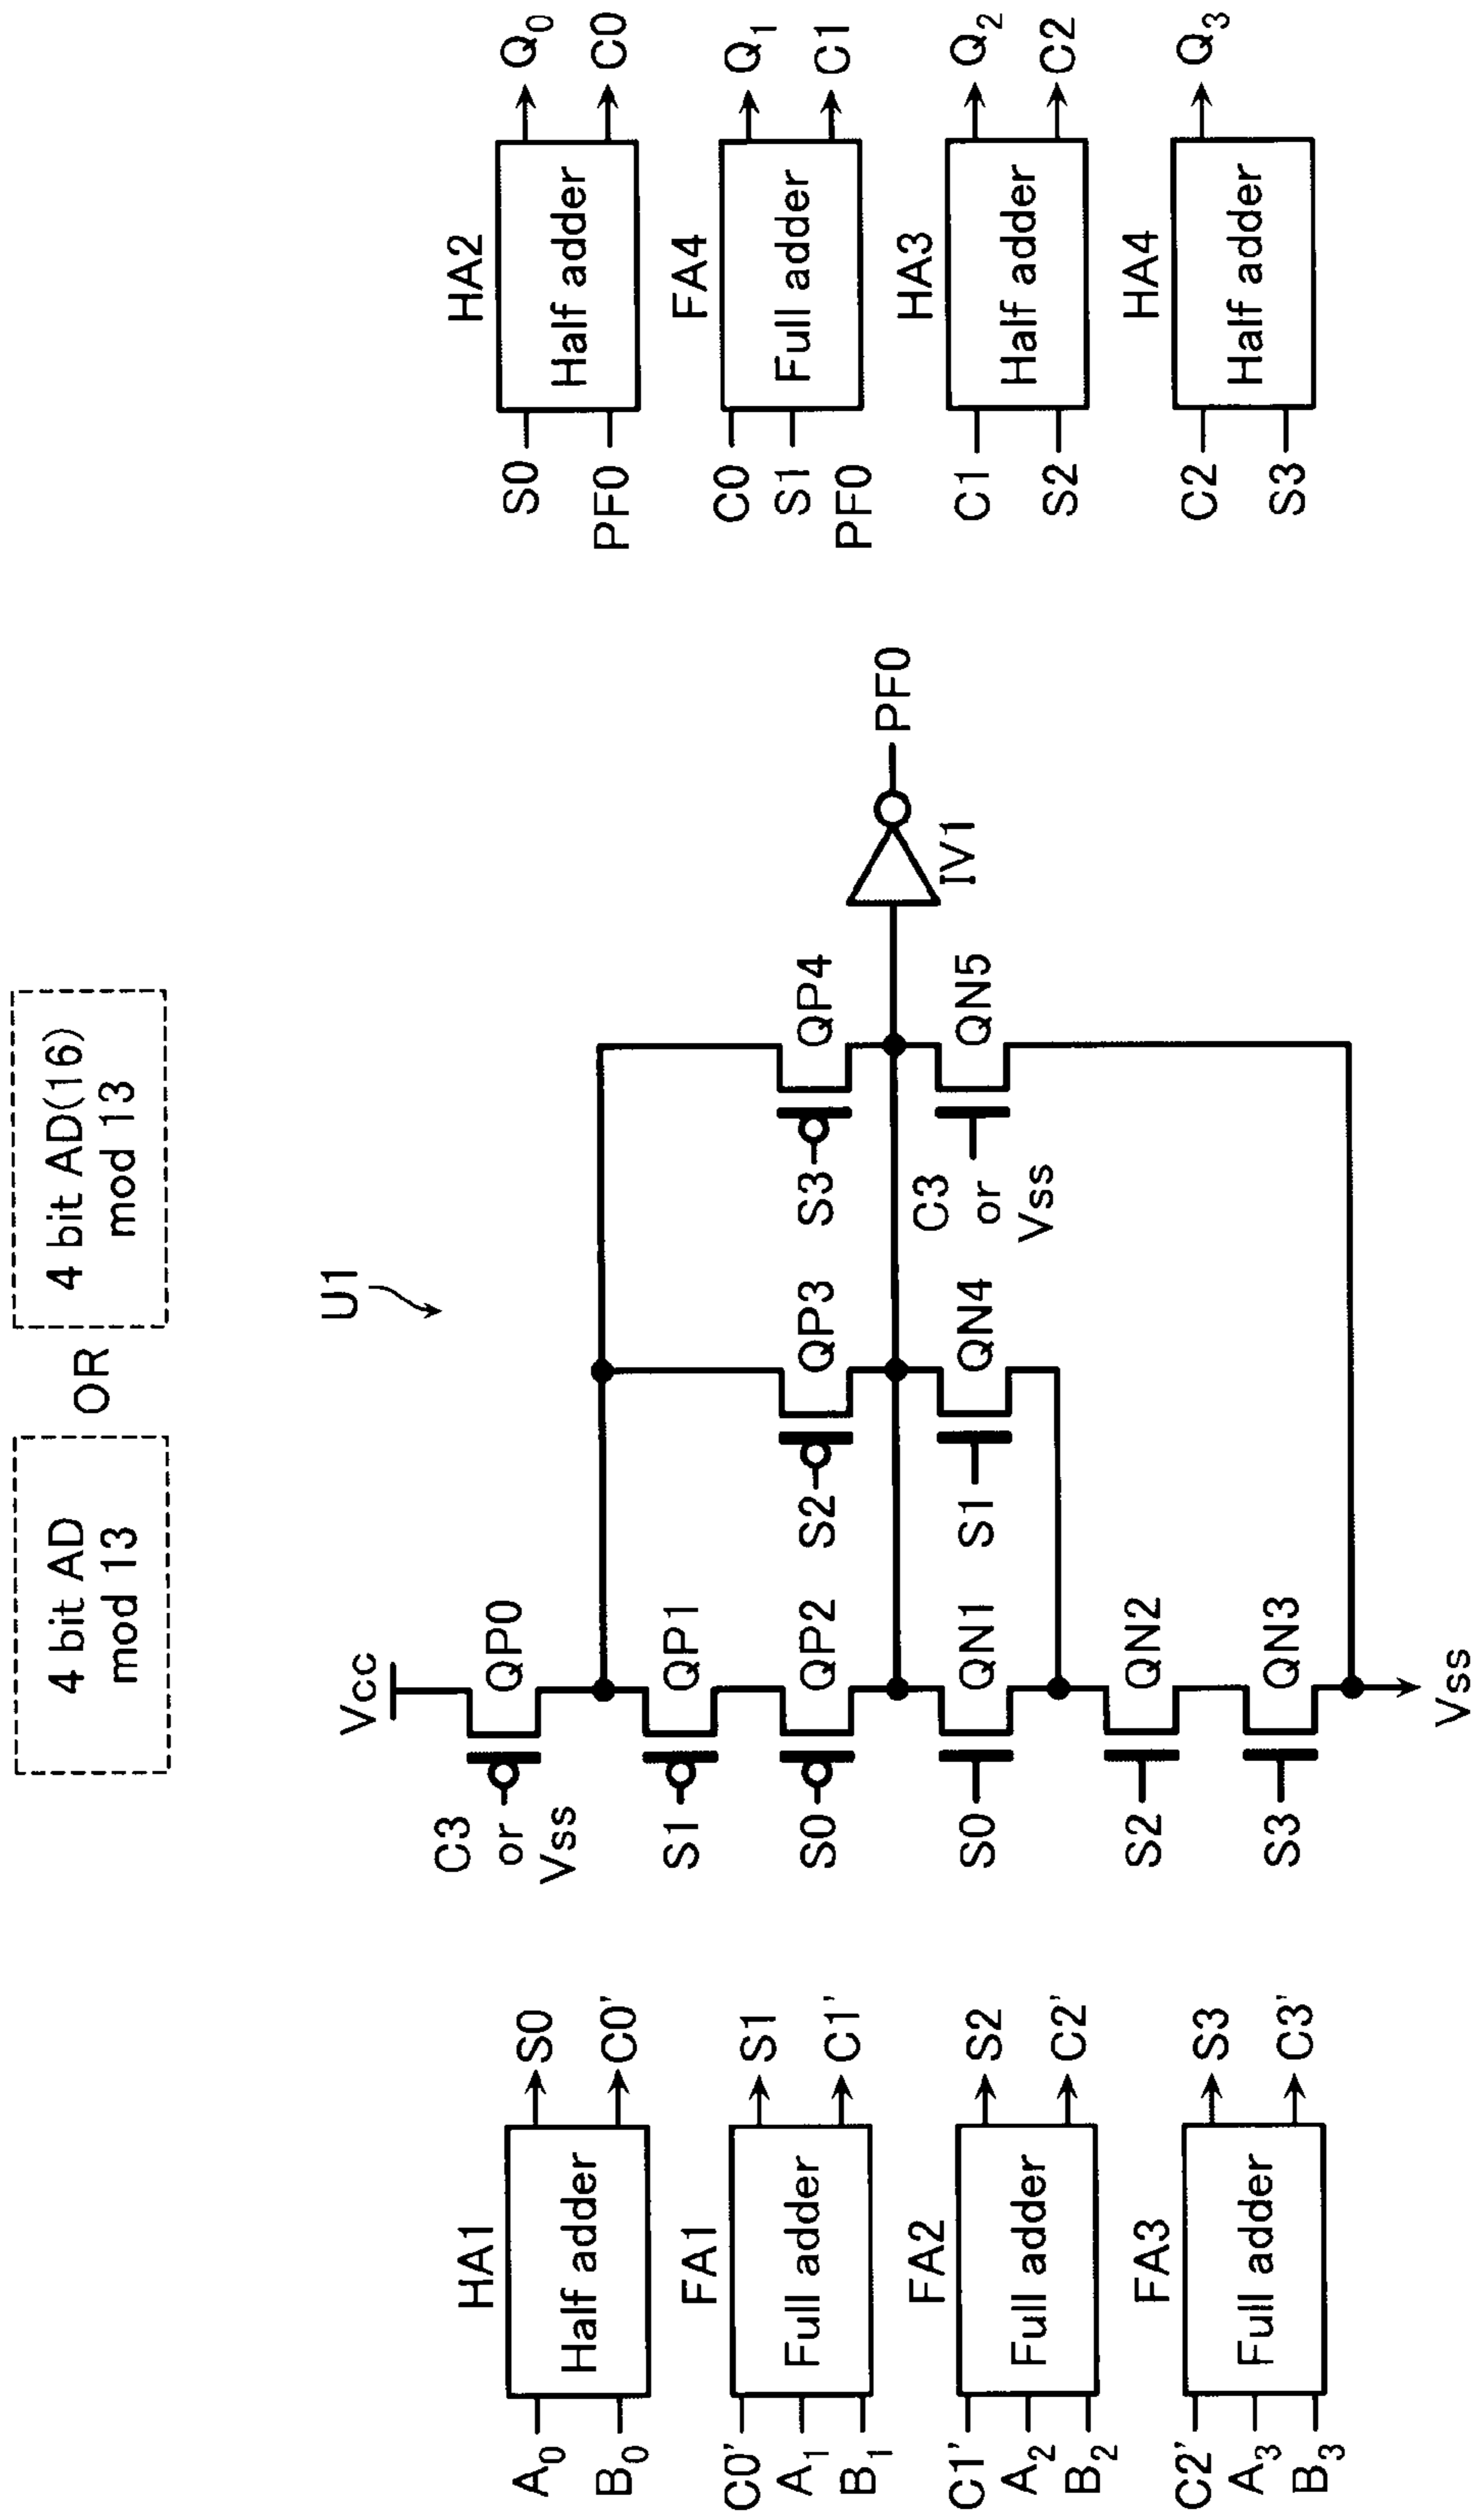 4 bit AD
mod 13
OR
4 bit AD(16)
mod 13
U1
HA1
Half adder
A0
B0
S0
C0'
FA1
Full adder
C0'
A1
B1
S1
C1'
FA2
Full adder
C1'
A2
B2
S2
C2'
FA3
Full adder
C2'
A3
B3
S3
C3'
Vcc
C3
or
Vss
QP0
S1
QP1
S0
QP2
S0
QN1
S2
QN2
S3
QN3
Vss
S2
QP3
S1
QN4
S3
QP4
C3
or
Vss
QN5
IV1
PF0
HA2
Half adder
S0
PF0
Q0
C0
FA4
Full adder
C0
S1
PF0
Q1
C1
HA3
Half adder
C1
S2
Q2
C2
HA4
Half adder
C2
S3
Q3